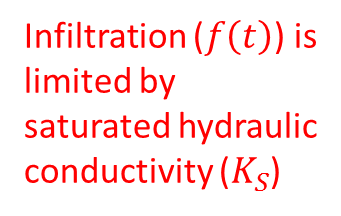 Infiltration (f(t)) is
limited by
saturated hydraulic
conductivity (K_S)